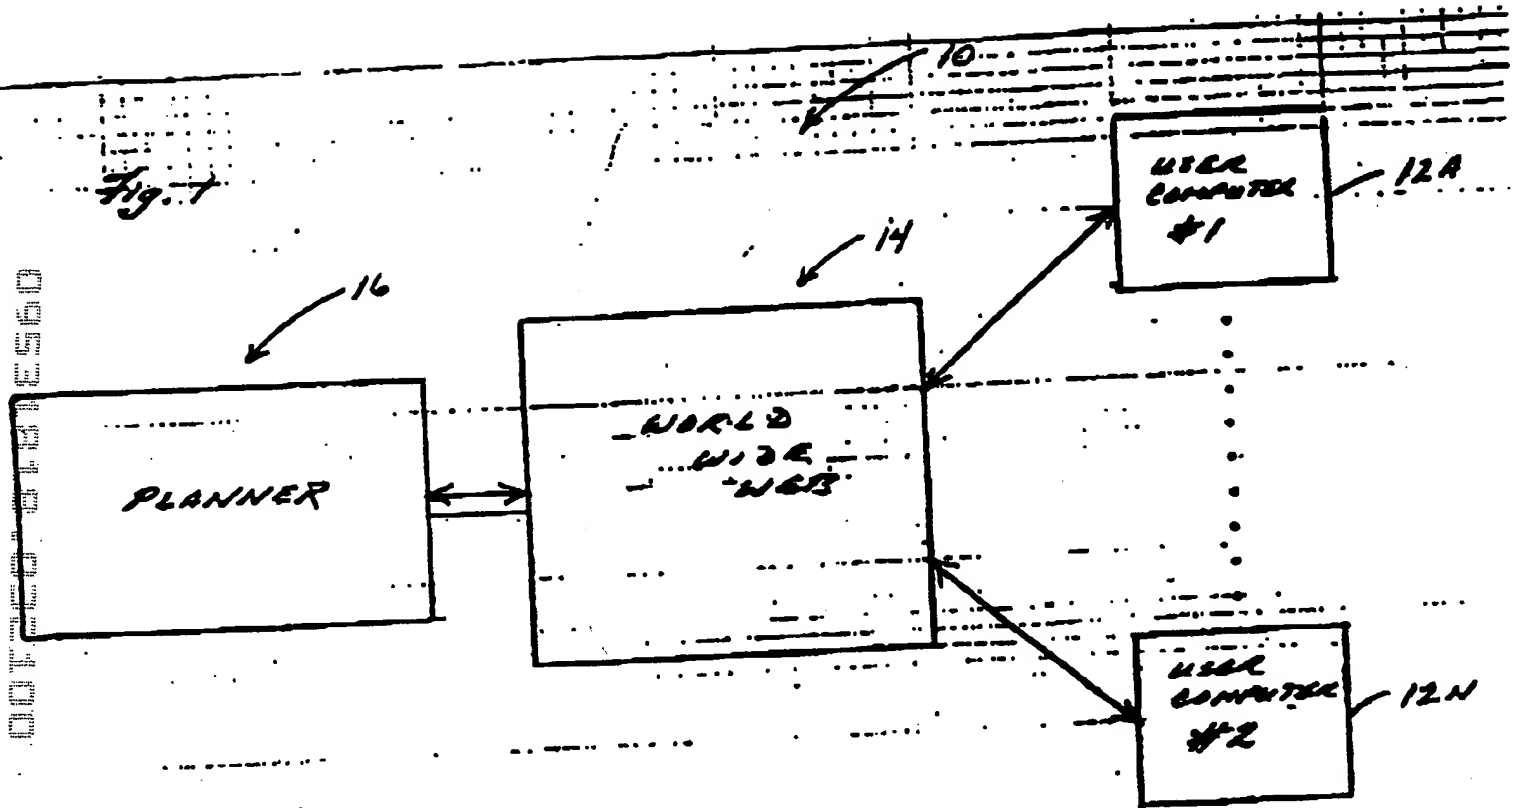 10
Fig. 1
USER
COMPUTER
#1
12A
14
16
WORLD
WIDE
WEB
PLANNER
USER
COMPUTER
#2
12N